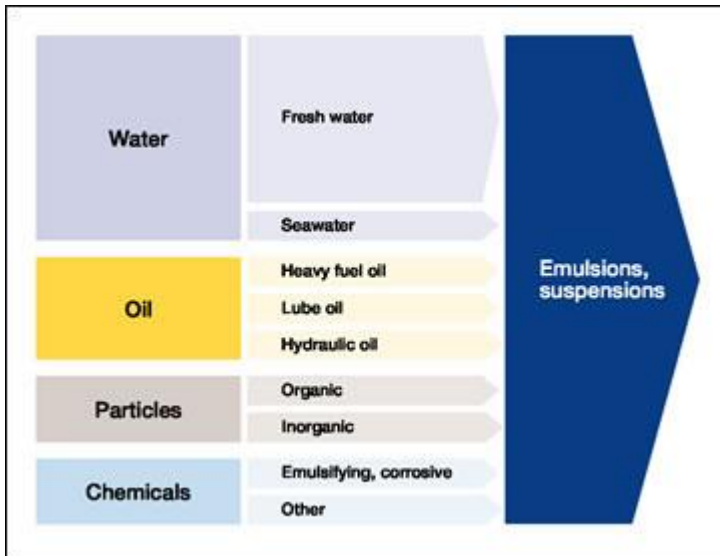 Water
Fresh water
Seawater
Oil
Heavy fuel oil
Lube oil
Hydraulic oil
Particles
Organic
Inorganic
Chemicals
Emulsifying, corrosive
Other
Emulsions,
suspensions